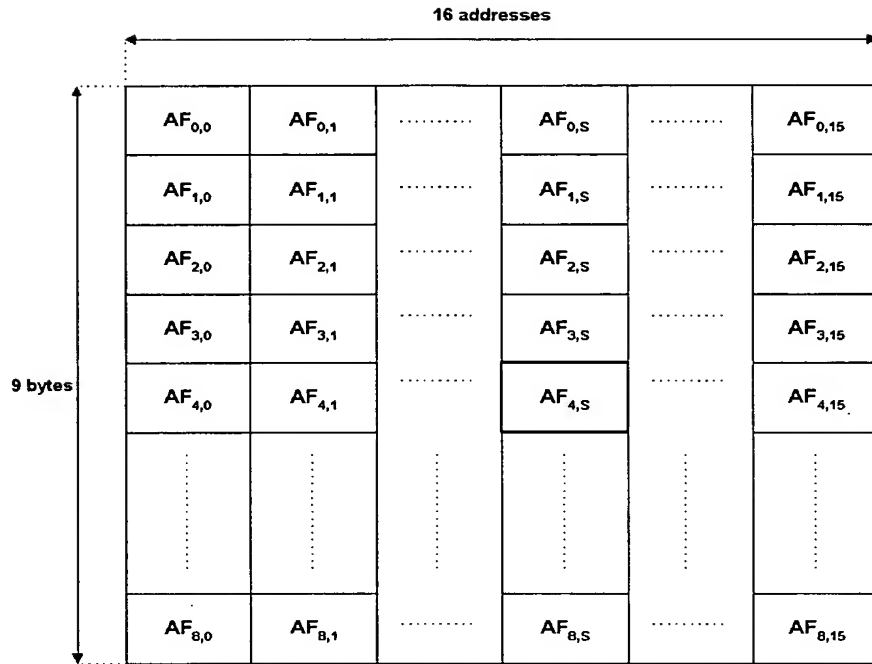 16 addresses
AF0,0 AF0,1 ......... AF0,S ......... AF0,15
AF1,0 AF1,1 ......... AF1,S ......... AF1,15
AF2,0 AF2,1 ......... AF2,S ......... AF2,15
AF3,0 AF3,1 ......... AF3,S ......... AF3,15
9 bytes
AF4,0 AF4,1 ......... AF4,S ......... AF4,15
AF8,0 AF8,1 ......... AF8,S ......... AF8,15